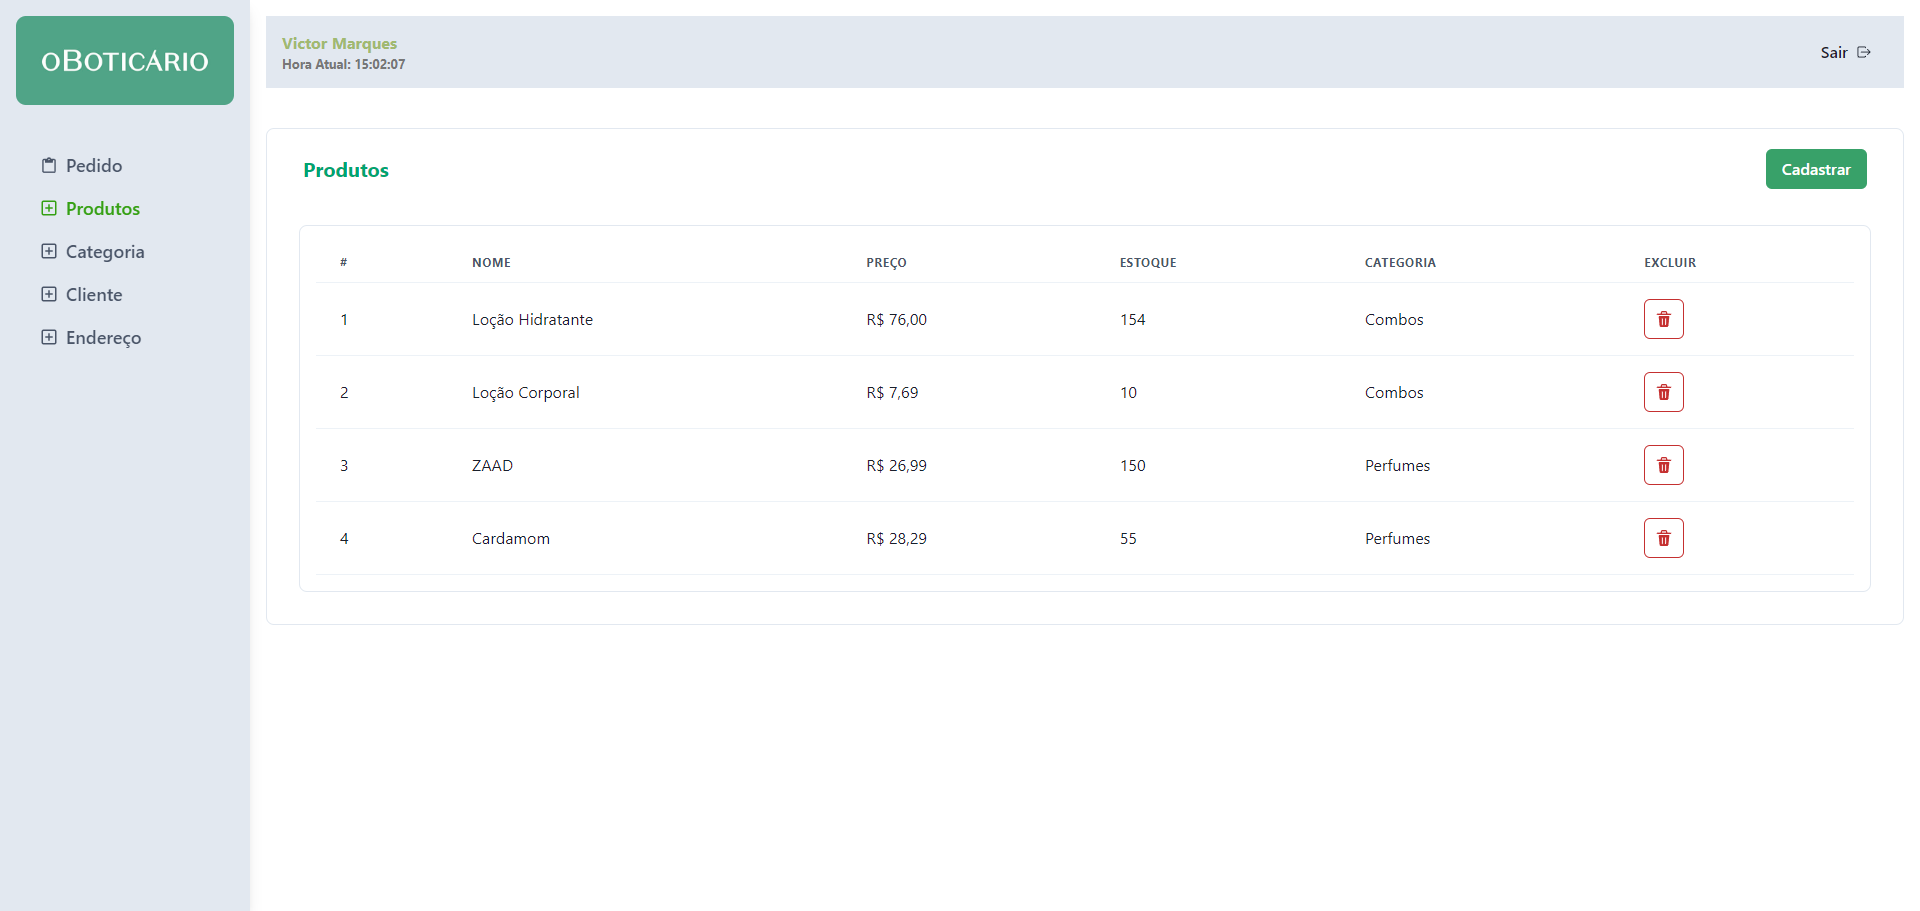 oBOTICÁRIO
Pedido
Produtos
Categoria
Cliente
Endereço
Victor Marques
Hora Atual: 15:02:07
Sair
Produtos
Cadastrar
# NOME PREÇO ESTOQUE CATEGORIA EXCLUIR
1 Loção Hidratante R$ 76,00 154 Combos
2 Loção Corporal R$ 7,69 10 Combos
3 ZAAD R$ 26,99 150 Perfumes
4 Cardamom R$ 28,29 55 Perfumes